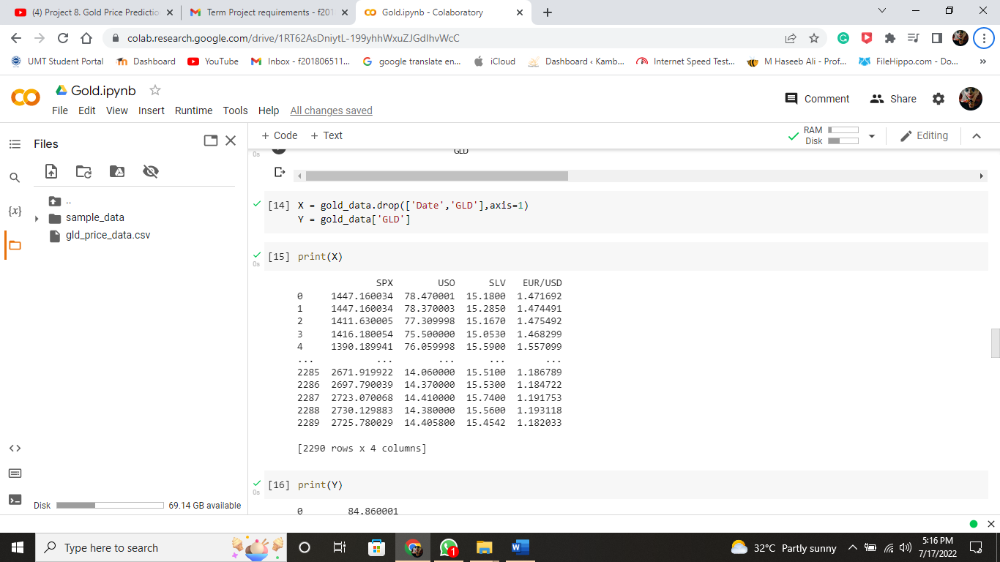 (4) Project 8. Gold Price Predictio
Term Project requirements - f201
Gold.ipynb - Colaboratory
colab.research.google.com/drive/1RT62AsDniytL-199yhhWxuZJGdIhvWcC
UMT Student Portal
Dashboard
YouTube
Inbox - f201806511...
google translate en...
iCloud
Dashboard ‹ Kamb...
Internet Speed Test...
M Haseeb Ali - Prof...
FileHippo.com - Do...
»
Gold.ipynb
Comment
Share
File Edit View Insert Runtime Tools Help All changes saved
Files
+ Code + Text
RAM
Disk
Editing
0s
GLD
[14] X = gold_data.drop(['Date','GLD'],axis=1)
Y = gold_data['GLD']
{x}
..
sample_data
gld_price_data.csv
[15] print(X)
0s
SPX USO SLV EUR/USD
0 1447.160034 78.470001 15.1800 1.471692
1 1447.160034 78.370003 15.2850 1.474491
2 1411.630005 77.309998 15.1670 1.475492
3 1416.180054 75.500000 15.0530 1.468299
4 1390.189941 76.059998 15.5900 1.557099
... ... ... ... ...
2285 2671.919922 14.060000 15.5100 1.186789
2286 2697.790039 14.370000 15.5300 1.184722
2287 2723.070068 14.410000 15.7400 1.191753
2288 2730.129883 14.380000 15.5600 1.193118
2289 2725.780029 14.405800 15.4542 1.182033
[2290 rows x 4 columns]
[16] print(Y)
0s
0 84.860001
Disk 69.14 GB available
Type here to search
1
32°C Partly sunny
5:16 PM
7/17/2022